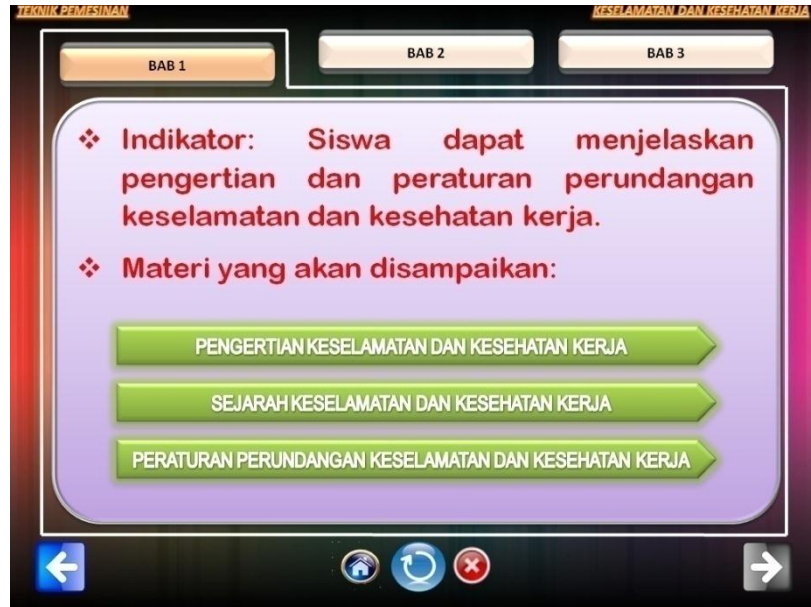 TEKNIK PEMESINAN
KESELAMATAN DAN KESEHATAN KERJA
BAB 1
BAB 2
BAB 3
❖ Indikator: Siswa dapat menjelaskan
pengertian dan peraturan perundangan
keselamatan dan kesehatan kerja.
❖ Materi yang akan disampaikan:
PENGERTIAN KESELAMATAN DAN KESEHATAN KERJA
SEJARAH KESELAMATAN DAN KESEHATAN KERJA
PERATURAN PERUNDANGAN KESELAMATAN DAN KESEHATAN KERJA